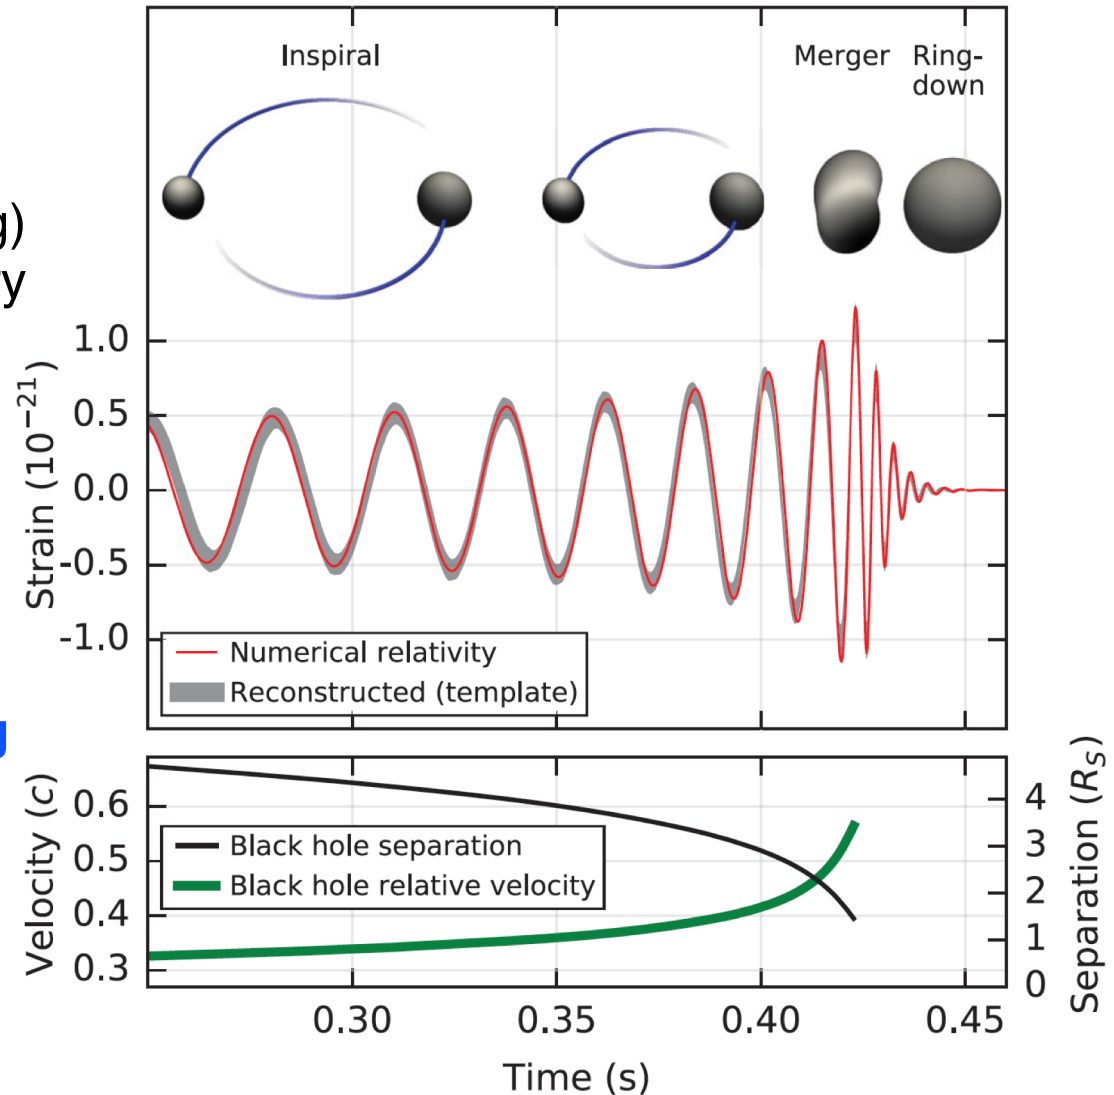 Inspiral
Merger
Ring-
down
g)
y
1.0
0.5
0.0
-0.5
-1.0
Strain (10⁻²¹)
Numerical relativity
Reconstructed (template)
0.6
0.5
0.4
0.3
Velocity (c)
Black hole separation
Black hole relative velocity
4
3
2
1
0
Separation (R_S)
0.30 0.35 0.40 0.45
Time (s)